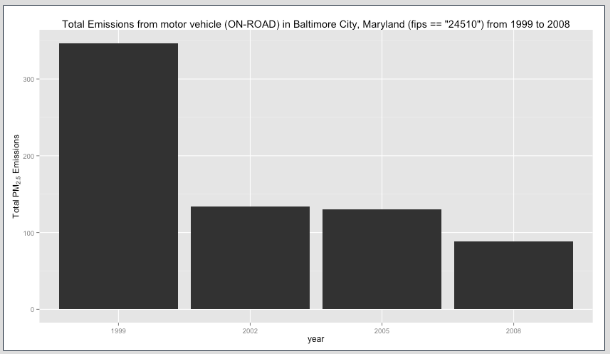 Total Emissions from motor vehicle (ON-ROAD) in Baltimore City, Maryland (fips == "24510") from 1999 to 2008
Total PM2.5 Emissions
300
200
100
0
1999
2002
2005
2008
year